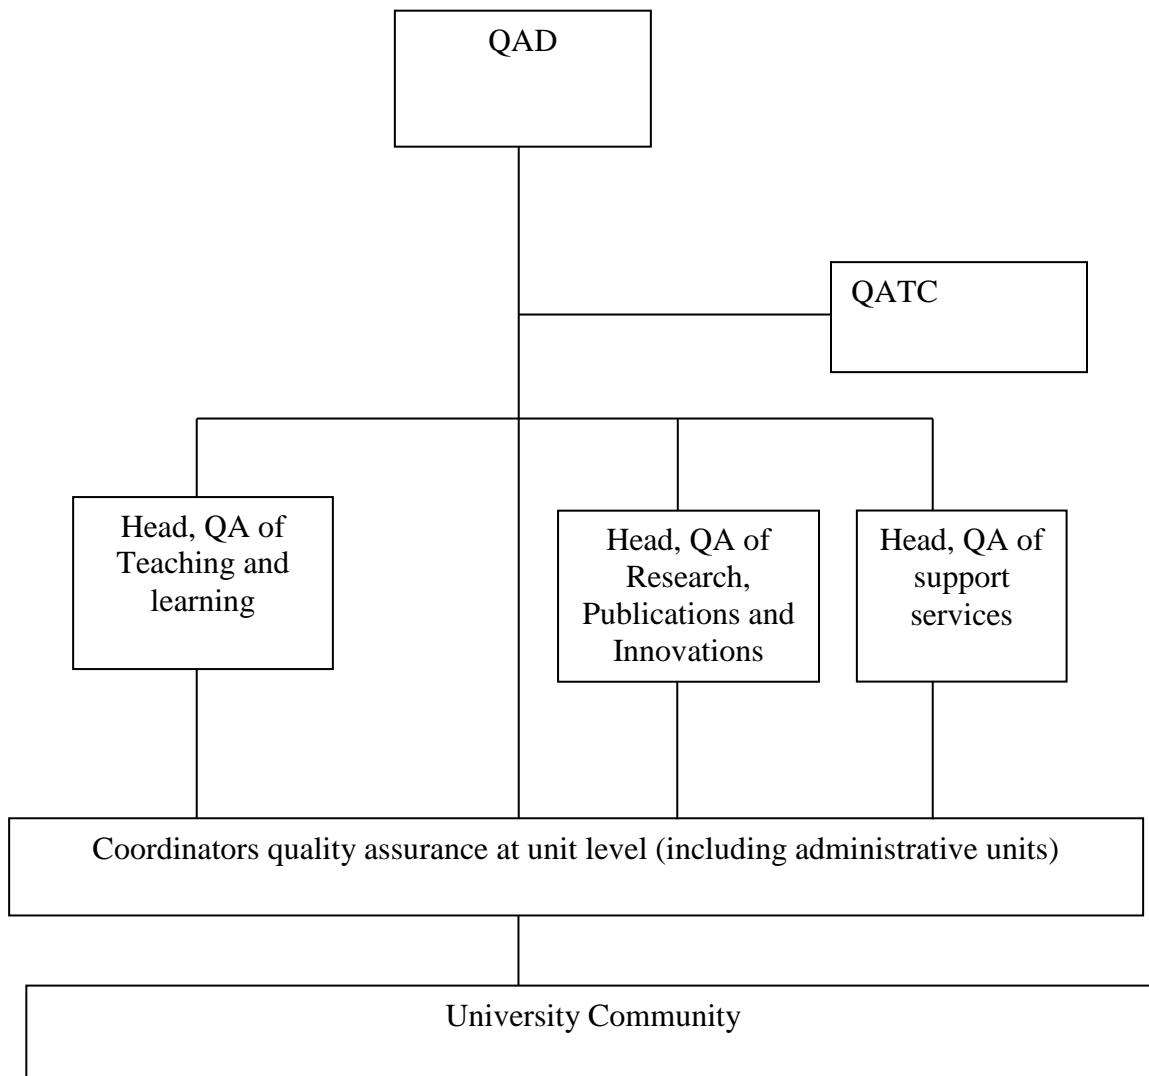 QAD
QATC
Head, QA of
Teaching and
learning
Head, QA of
Research,
Publications and
Innovations
Head, QA of
support
services
Coordinators quality assurance at unit level (including administrative units)
University Community